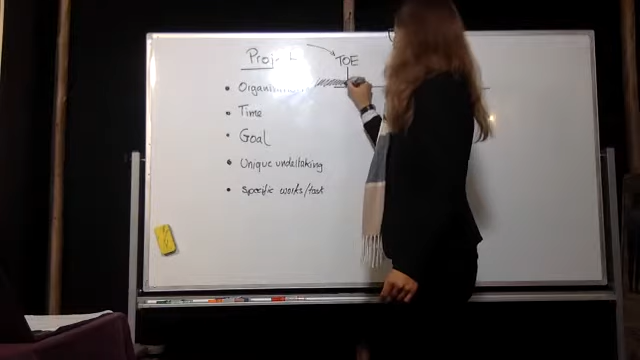 TOE
Time
Goal
Unique undertaking
specific works/task